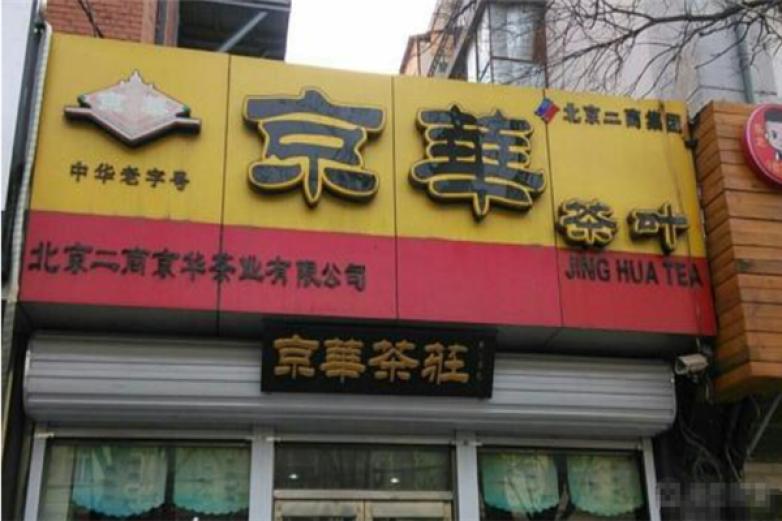 中华老字号
京華
北京二商集团
茶叶
JING HUA TEA
北京二商京华茶业有限公司
京華茶莊